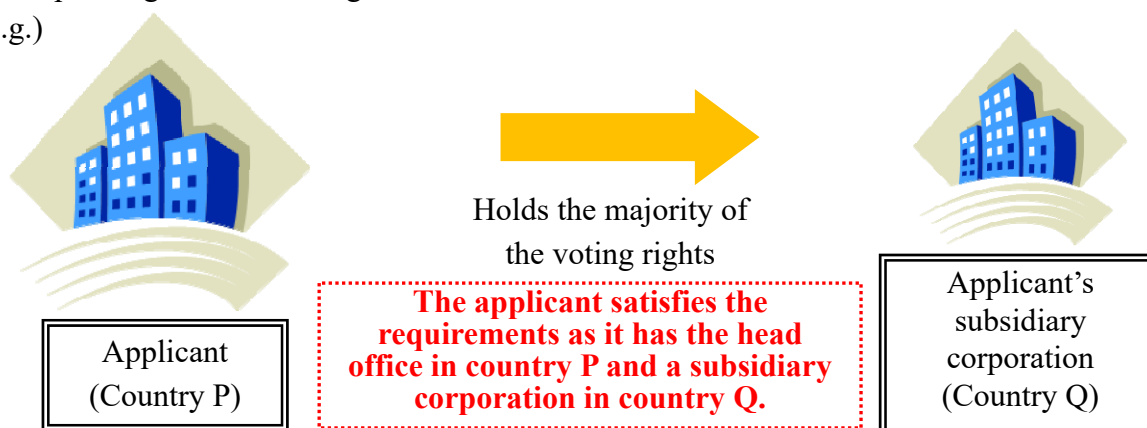 .g.)
Holds the majority of
the voting rights
The applicant satisfies the
requirements as it has the head
office in country P and a subsidiary
corporation in country Q.
Applicant
(Country P)
Applicant’s
subsidiary
corporation
(Country Q)